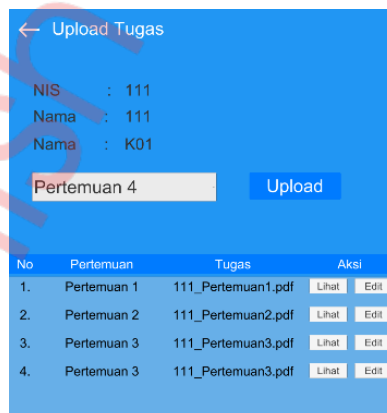 ← Upload Tugas
NIS : 111
Nama : 111
Nama : K01
Pertemuan 4 Upload
No Pertemuan Tugas Aksi
1. Pertemuan 1 111_Pertemuan1.pdf Lihat Edit
2. Pertemuan 2 111_Pertemuan2.pdf Lihat Edit
3. Pertemuan 3 111_Pertemuan3.pdf Lihat Edit
4. Pertemuan 3 111_Pertemuan3.pdf Lihat Edit